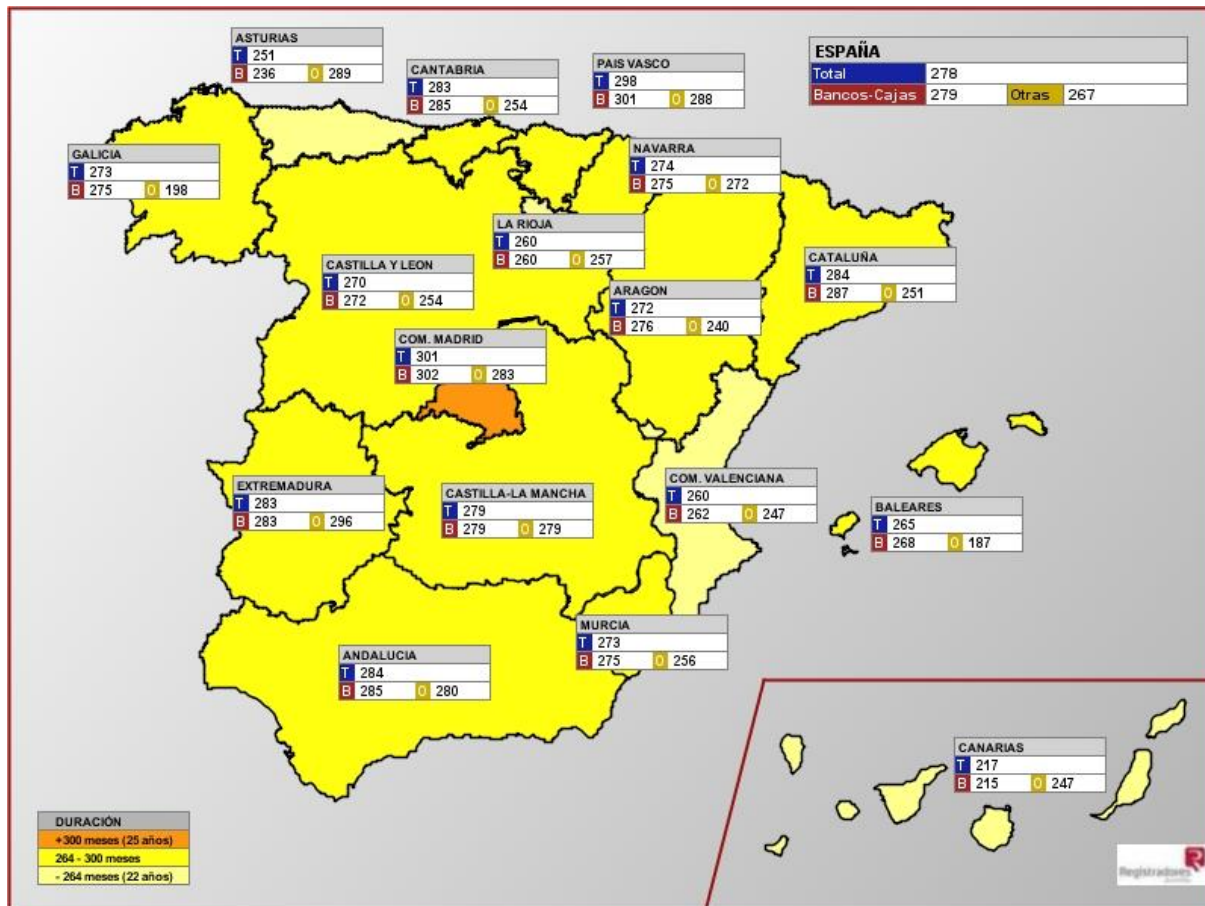 ASTURIAS
T 251
B 236 O 289
CANTABRIA
T 283
B 285 O 254
PAIS VASCO
T 298
B 301 O 288
ESPAÑA
Total 278
Bancos-Cajas 279 Otras 267
GALICIA
T 273
B 275 O 198
NAVARRA
T 274
B 275 O 272
LA RIOJA
T 260
B 260 O 257
CASTILLA Y LEON
T 270
B 272 O 254
CATALUÑA
T 284
B 287 O 251
ARAGON
T 272
B 276 O 240
COM. MADRID
T 301
B 302 O 283
EXTREMADURA
T 283
B 283 O 296
CASTILLA-LA MANCHA
T 279
B 279 O 279
COM. VALENCIANA
T 260
B 262 O 247
BALEARES
T 265
B 268 O 187
MURCIA
T 273
B 275 O 256
ANDALUCIA
T 284
B 285 O 280
CANARIAS
T 217
B 215 O 247
DURACIÓN
+300 meses (25 años)
264 - 300 meses
- 264 meses (22 años)
R
Registradores